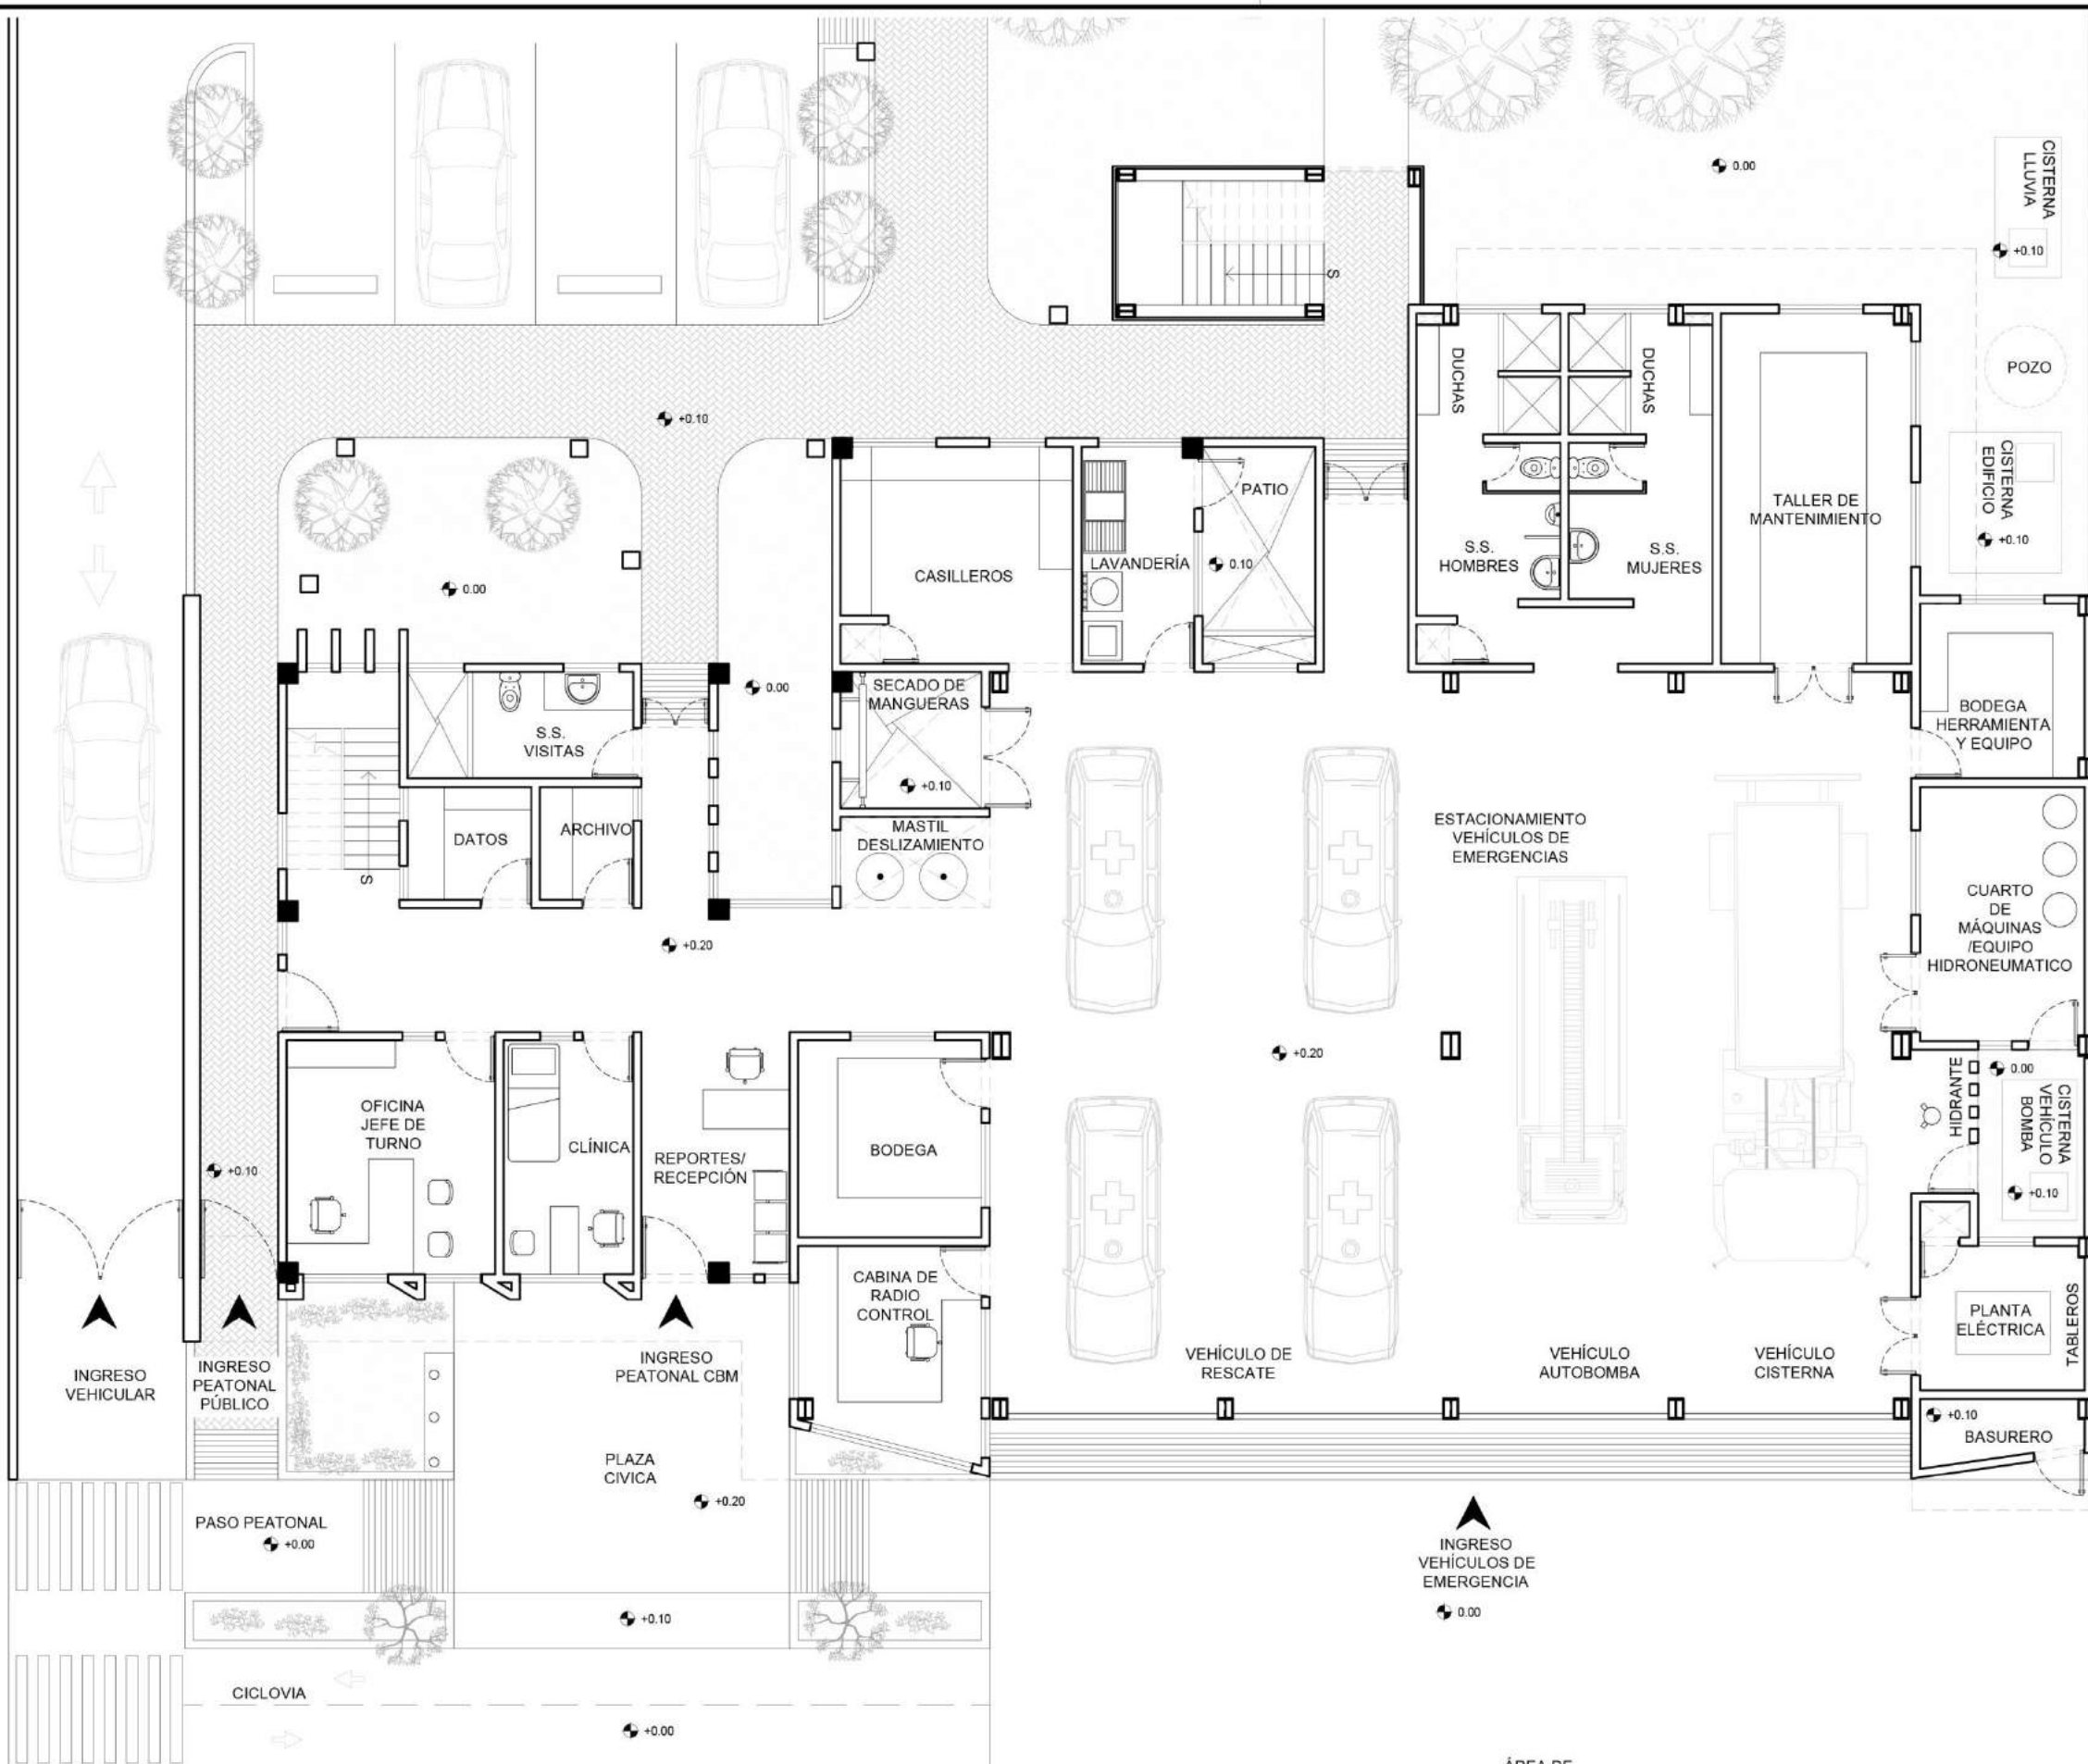 CISTERNA
LLUVIA
0.00
+0.10
S
POZO
DUCHAS
DUCHAS
+0.10
CISTERNA
EDIFICIO
+0.10
PATIO
TALLER DE
MANTENIMIENTO
S.S.
HOMBRES
S.S.
MUJERES
LAVANDERÍA
0.10
CASILLEROS
0.00
0.00
SECADO DE
MANGUERAS
+0.10
BODEGA
HERRAMIENTA
Y EQUIPO
S.S.
VISITAS
DATOS
ARCHIVO
S
MASTIL
DESLIZAMIENTO
ESTACIONAMIENTO
VEHÍCULOS DE
EMERGENCIAS
CUARTO
DE
MÁQUINAS
/EQUIPO
HIDRONEUMATICO
+0.20
+0.20
HIDRANTE
0.00
CISTERNA
VEHÍCULO
BOMBA
+0.10
OFICINA
JEFE DE
TURNO
CLÍNICA
REPORTES/
RECEPCIÓN
BODEGA
+0.10
CABINA DE
RADIO
CONTROL
PLANTA
ELÉCTRICA
TABLEROS
INGRESO
VEHICULAR
INGRESO
PEATONAL
PÚBLICO
INGRESO
PEATONAL CBM
VEHÍCULO DE
RESCATE
VEHÍCULO
AUTOBOMBA
VEHÍCULO
CISTERNA
+0.10
BASURERO
PLAZA
CIVICA
+0.20
PASO PEATONAL
+0.00
INGRESO
VEHÍCULOS DE
EMERGENCIA
0.00
+0.10
CICLOVIA
+0.00
ÁREA DE